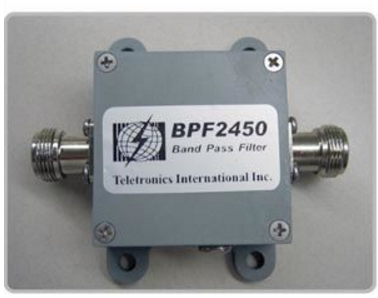 BPF2450
Band Pass Filter
Teletronics International Inc.